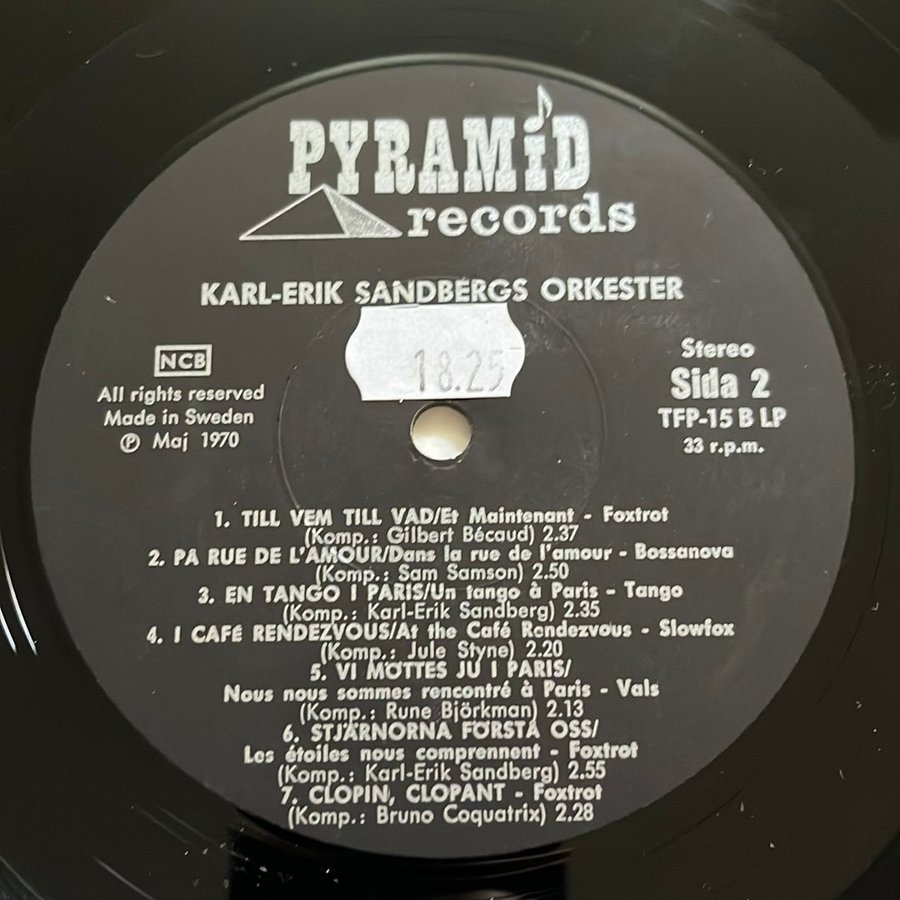 PYRAMiD
records
KARL-ERIK SANDBERGS ORKESTER
18.25
NCB
All rights reserved
Made in Sweden
Ⓟ Maj 1970
Stereo
Sida 2
TFP-15 B LP
33 r.p.m.
1. TILL VEM TILL VAD/Et Maintenant - Foxtrot
(Komp.: Gilbert Bécaud) 2.37
2. PA RUE DE L'AMOUR/Dans la rue de l'amour - Bossanova
(Komp.: Sam Samson) 2.50
3. EN TANGO I PARIS/Un tango à Paris - Tango
(Komp.: Karl-Erik Sandberg) 2.35
4. I CAFÉ RENDEZVOUS/At the Café Rendezvous - Slowfox
(Komp.: Jule Styne) 2.20
5. VI MÖTTES JU I PARIS/
Nous nous sommes rencontré à Paris - Vals
(Komp.: Rune Björkman) 2.13
6. STJÄRNORNA FÖRSTÅ OSS/
Les étoiles nous comprennent - Foxtrot
(Komp.: Karl-Erik Sandberg) 2.55
7. CLOPIN, CLOPANT - Foxtrot
(Komp.: Bruno Coquatrix) 2.28